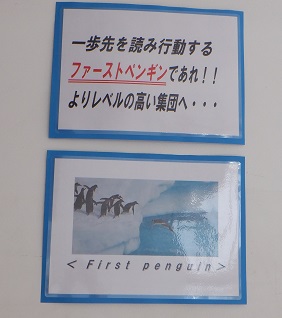 一歩先を読み行動する
ファーストペンギンであれ!!
よりレベルの高い集団へ・・・
< First penguin >